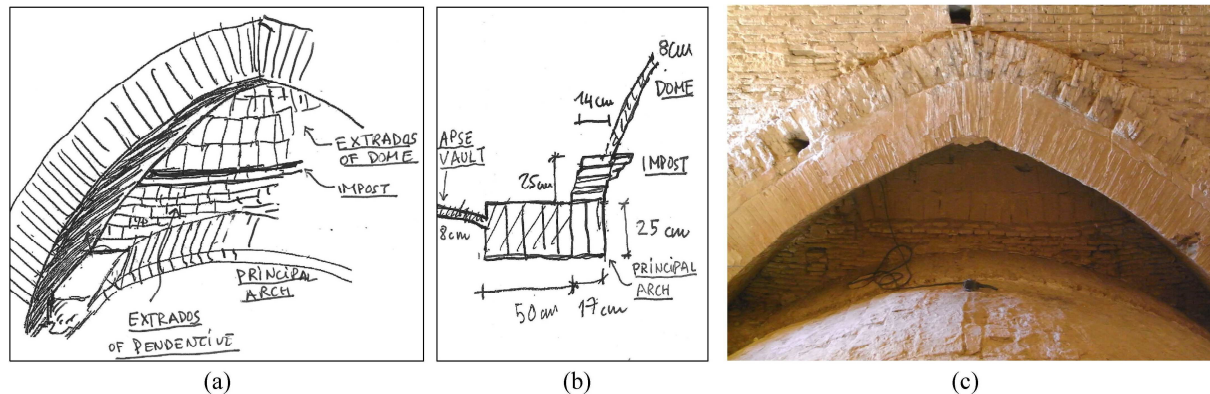 EXTRADOS
OF DOME
IMPOST
PRINCIPAL
ARCH
EXTRADOS
OF PENDENTIVE
8cm
DOME
14cm
APSE
VAULT
IMPOST
25cm
25 cm
8cm
PRINCIPAL
ARCH
50cm 17cm
(a) (b) (c)